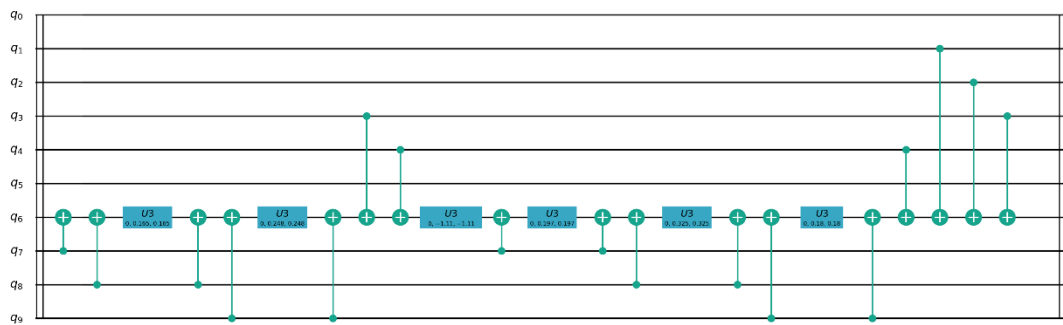 q0
q1
q2
q3
q4
q5
q6
q7
q8
q9
U3
0, 0.165, 0.165
U3
0, 0.248, 0.248
U3
0, −1.11, −1.11
U3
0, 0.197, 0.197
U3
0, 0.325, 0.325
U3
0, 0.18, 0.18